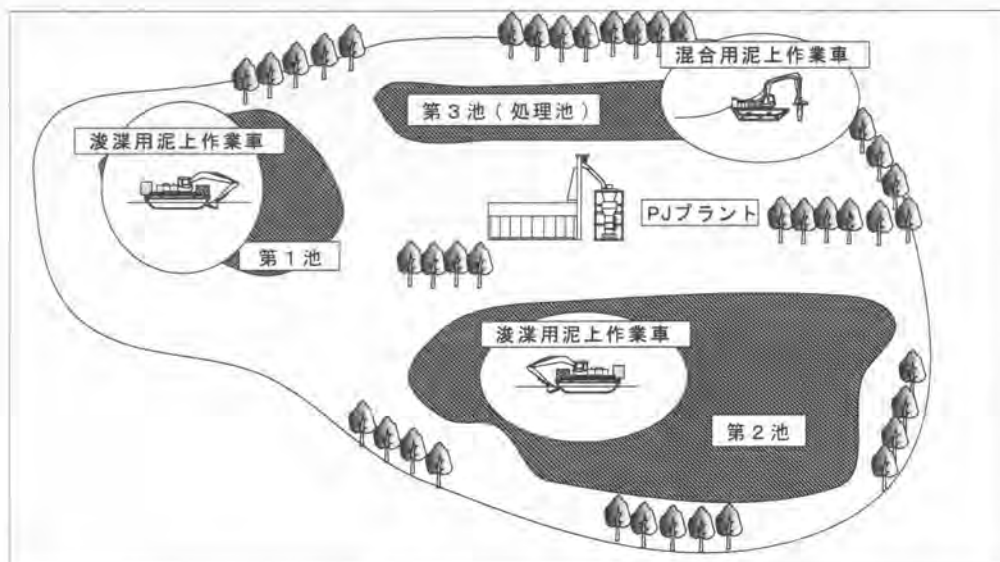 混合用泥上作業車
第3池(処理池)
浚渫用泥上作業車
PJプラント
第1池
浚渫用泥上作業車
第2池